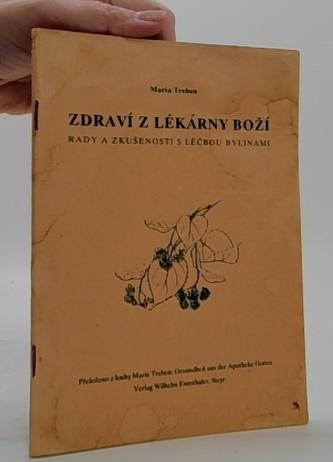 Maria Treben
ZDRAVÍ Z LÉKÁRNY BOŽÍ
RADY A ZKUŠENOSTI S LÉČBOU BYLINAMI
Přeloženo z knihy Marie Treben: Gesundheit aus der Apotheke Gottes
Verlag Wilhelm Ennsthaler, Steyr